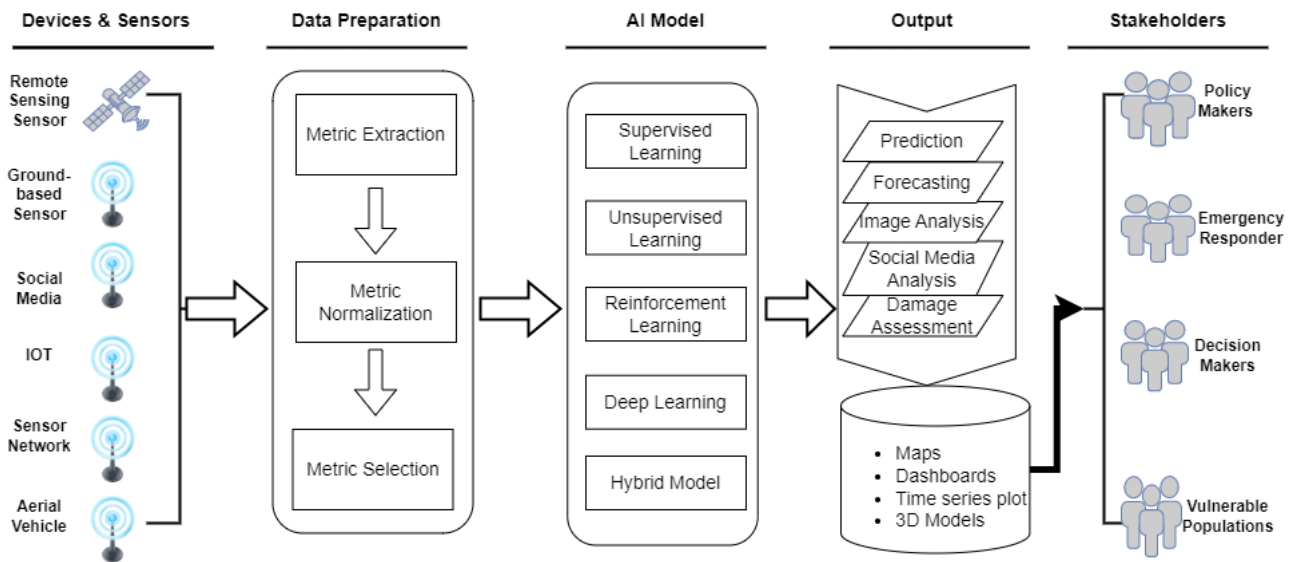 Devices & Sensors
Data Preparation
AI Model
Output
Stakeholders
Remote
Sensing
Sensor
Ground-
based
Sensor
Social
Media
IOT
Sensor
Network
Aerial
Vehicle
Metric Extraction
Metric
Normalization
Metric Selection
Supervised
Learning
Unsupervised
Learning
Reinforcement
Learning
Deep Learning
Hybrid Model
Prediction
Forecasting
Image Analysis
Social Media
Analysis
Damage
Assessment
• Maps
• Dashboards
• Time series plot
• 3D Models
Policy
Makers
Emergency
Responder
Decision
Makers
Vulnerable
Populations